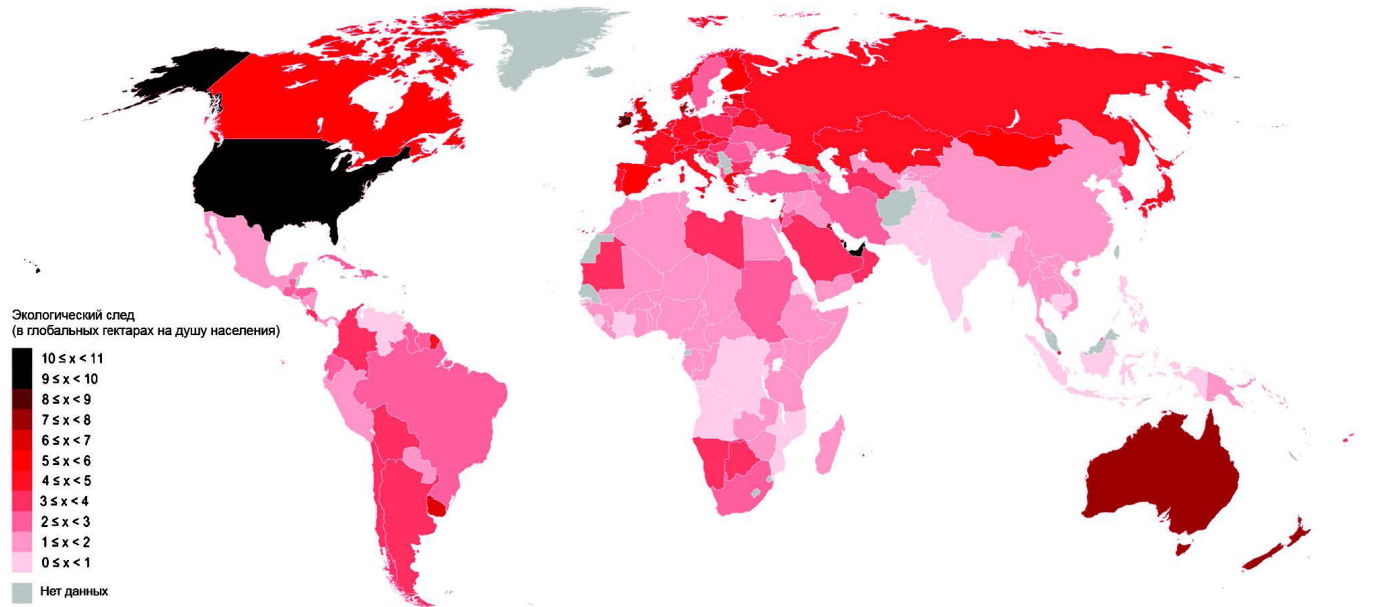 Экологический след
(в глобальных гектарах на душу населения)
10 ≤ x < 11
9 ≤ x < 10
8 ≤ x < 9
7 ≤ x < 8
6 ≤ x < 7
5 ≤ x < 6
4 ≤ x < 5
3 ≤ x < 4
2 ≤ x < 3
1 ≤ x < 2
0 ≤ x < 1
Нет данных